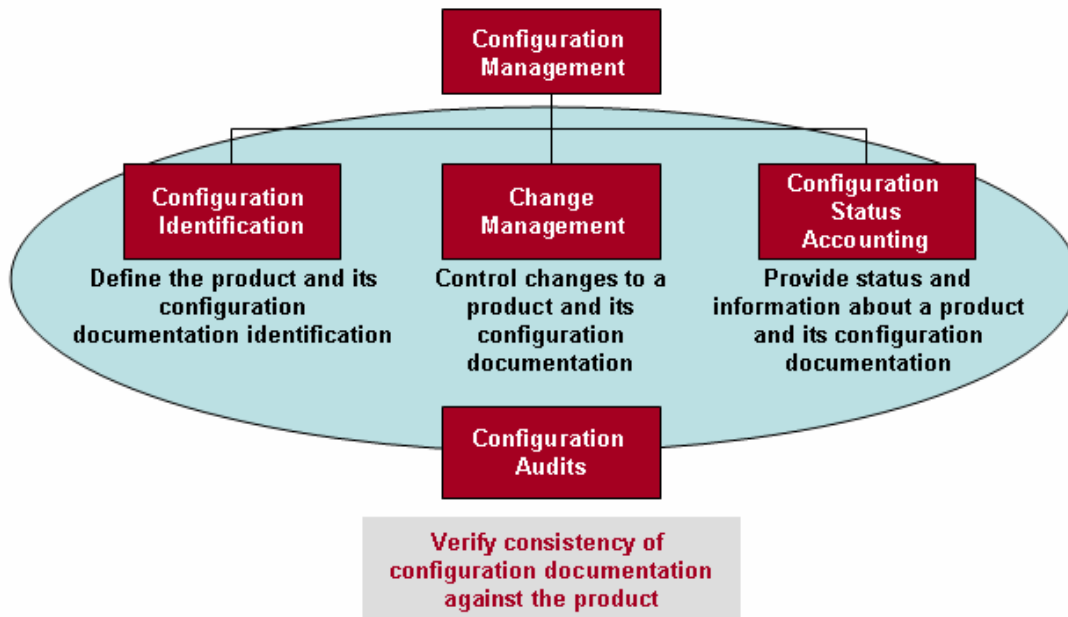 Configuration
Management
Configuration
Identification
Define the product and its
configuration
documentation identification
Change
Management
Control changes to a
product and its
configuration
documentation
Configuration
Status
Accounting
Provide status and
information about a product
and its configuration
documentation
Configuration
Audits
Verify consistency of
configuration documentation
against the product